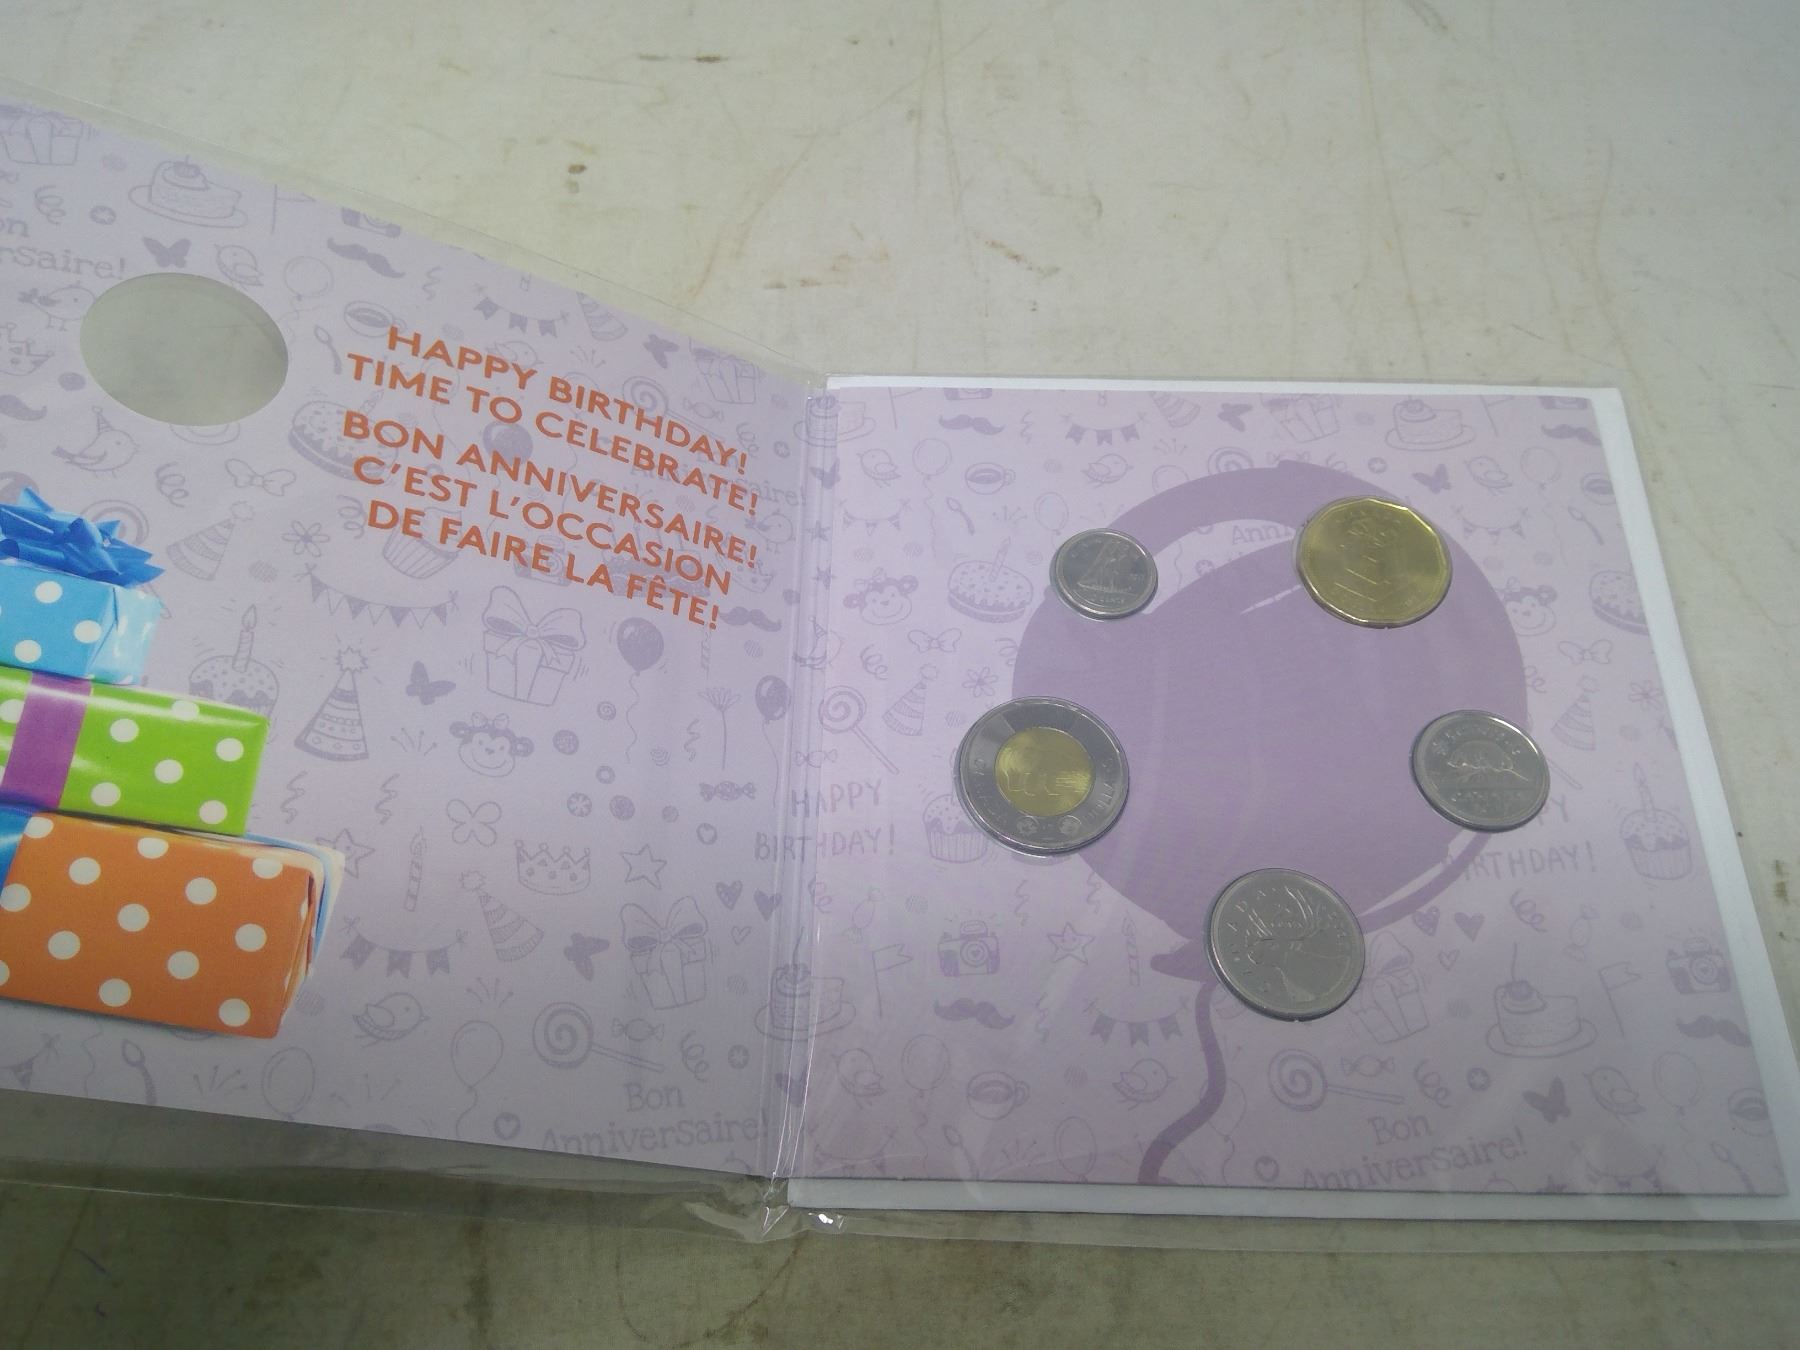 HAPPY BIRTHDAY!
TIME TO CELEBRATE!
BON ANNIVERSAIRE!
C'EST L'OCCASION
DE FAIRE LA FÊTE!
HAPPY
BIRTHDAY!
BIRTHDAY!
Bon
Anniversaire!
Bon
Anniversaire!